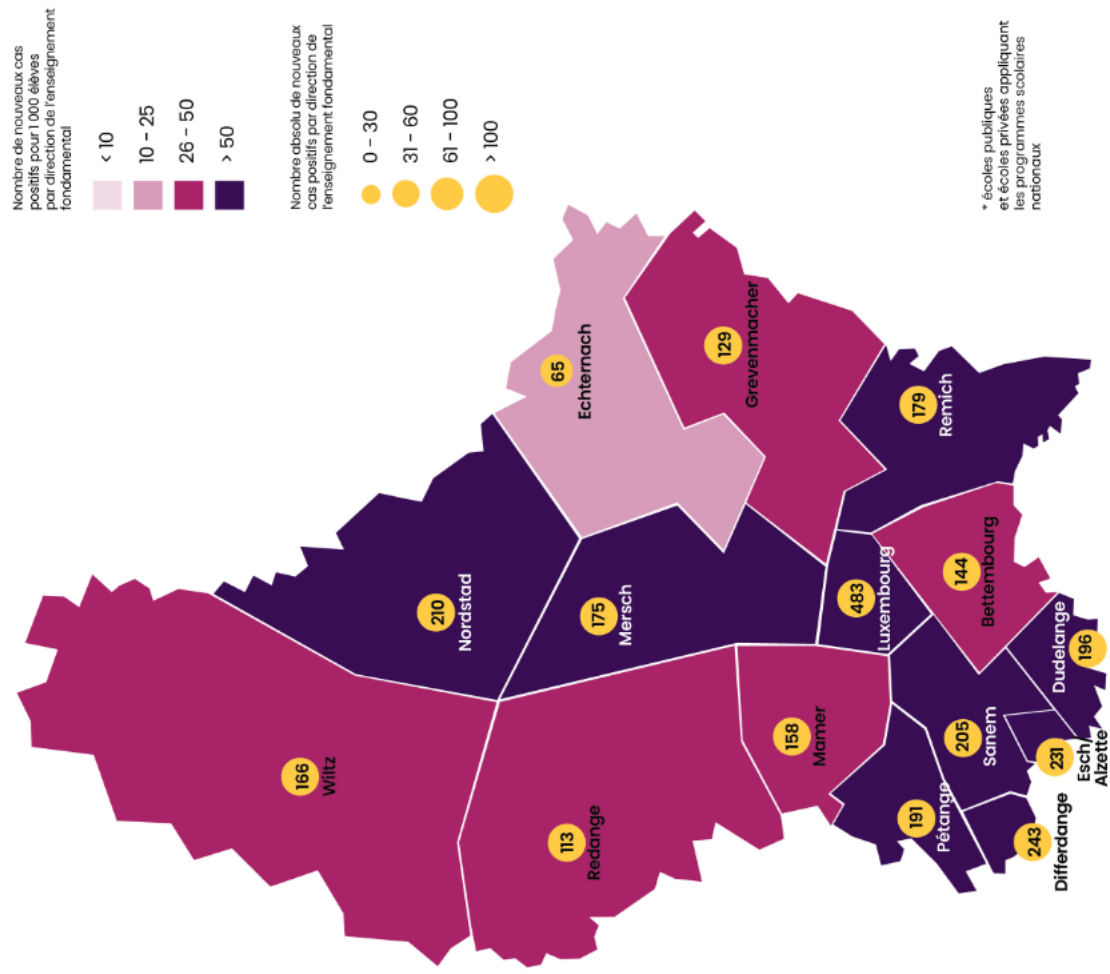 Nombre de nouveaux cas
positifs pour 1 000 élèves
par direction de l'enseignement
fondamental
< 10
10 - 25
26 - 50
> 50
Nombre absolu de nouveaux
cas positifs par direction de
l'enseignement fondamental
0 - 30
31 - 60
61 - 100
> 100
166
Wiltz
210
Nordstad
65
Echternach
113
Redange
175
Mersch
129
Grevenmacher
158
Mamer
483
Luxembourg
179
Remich
191
Pétange
205
Sanem
144
Bettembourg
243
Differdange
231
Esch/
Alzette
196
Dudelange
* écoles publiques
et écoles privées appliquant
les programmes scolaires
nationaux